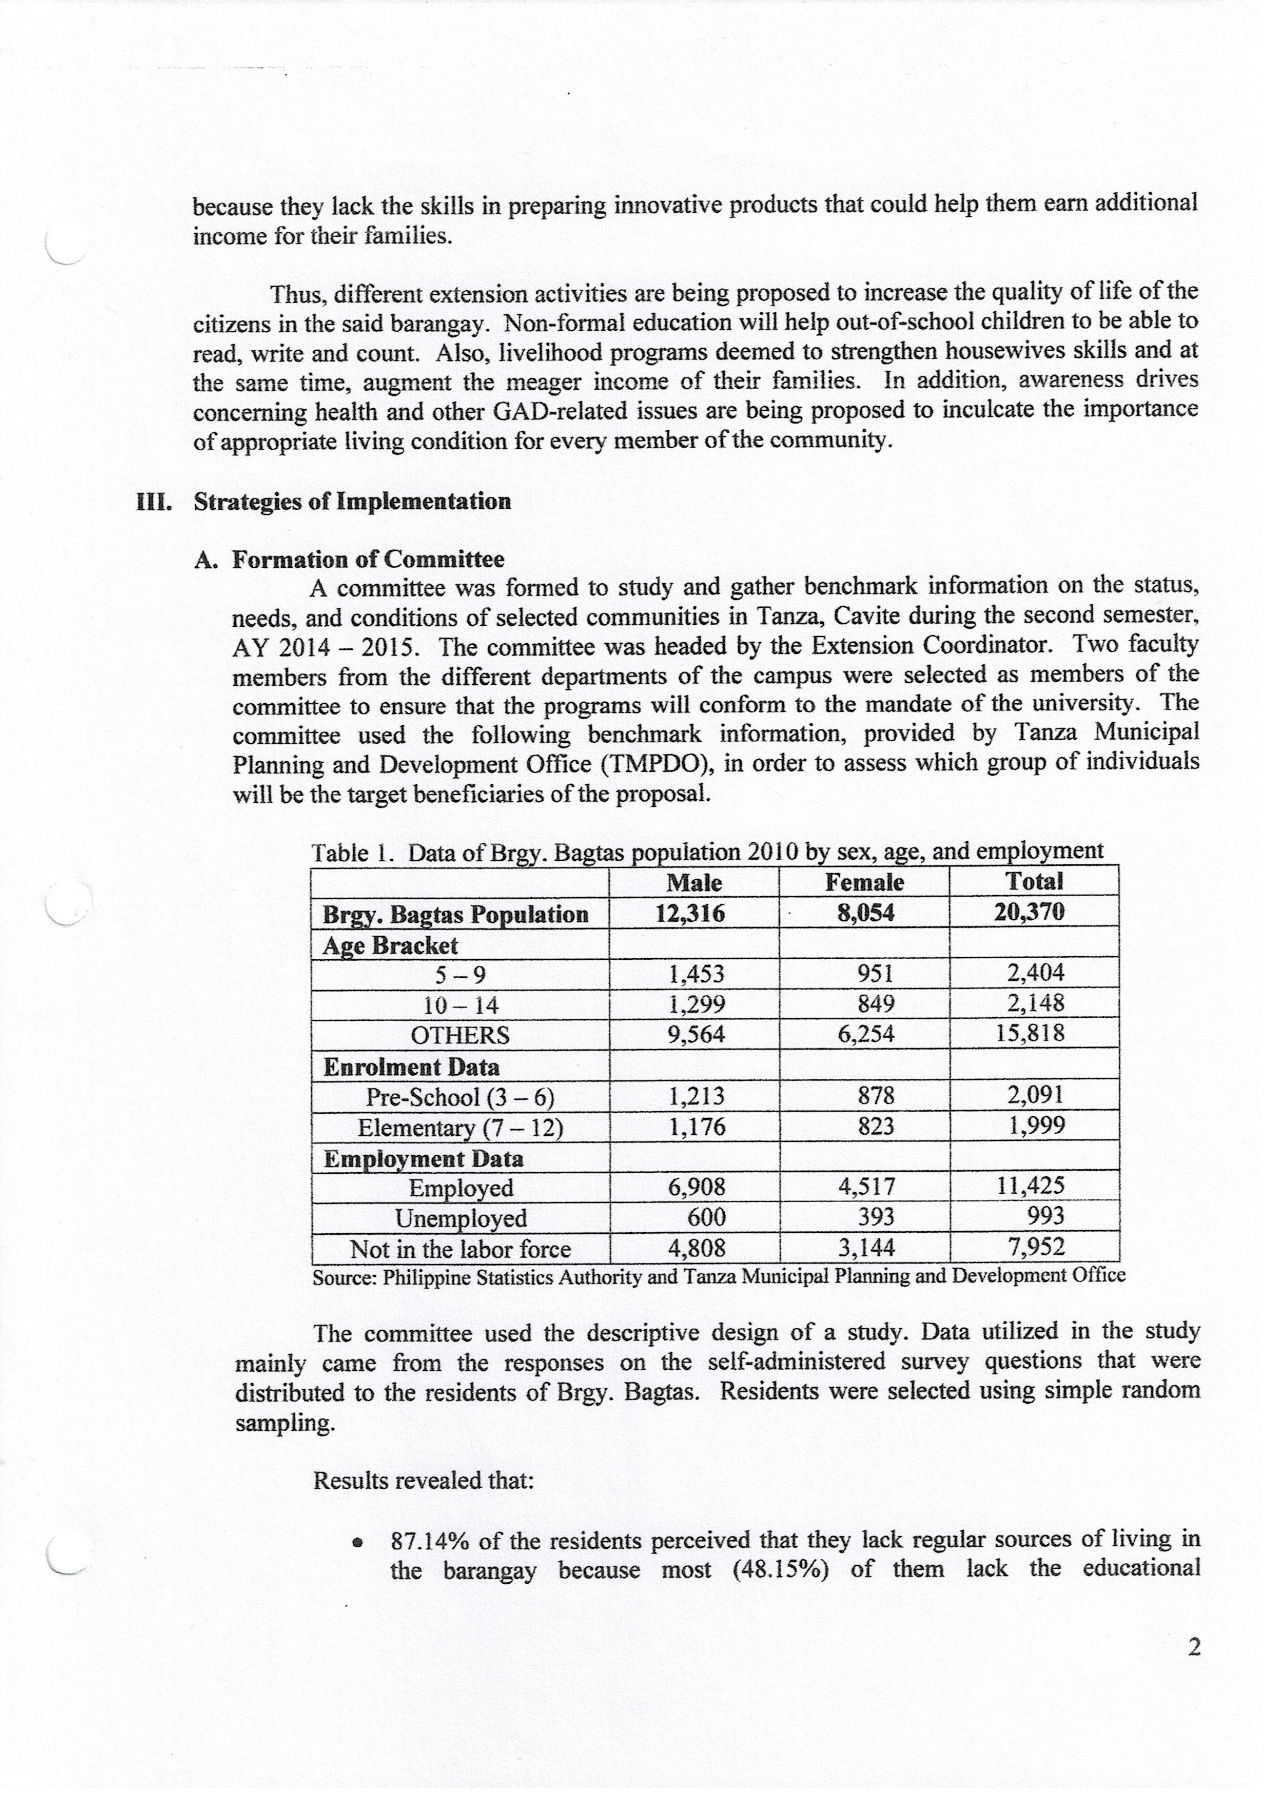 because they lack the skills in preparing innovative products that could help them earn additional
income for their families.
Thus, different extension activities are being proposed to increase the quality of life of the
citizens in the said barangay. Non-formal education will help out-of-school children to be able to
read, write and count. Also, livelihood programs deemed to strengthen housewives skills and at
the same time, augment the meager income of their families. In addition, awareness drives
concerning health and other GAD-related issues are being proposed to inculcate the importance
of appropriate living condition for every member of the community.
III. Strategies of Implementation
A. Formation of Committee
A committee was formed to study and gather benchmark information on the status,
needs, and conditions of selected communities in Tanza, Cavite during the second semester,
AY 2014 – 2015. The committee was headed by the Extension Coordinator. Two faculty
members from the different departments of the campus were selected as members of the
committee to ensure that the programs will conform to the mandate of the university. The
committee used the following benchmark information, provided by Tanza Municipal
Planning and Development Office (TMPDO), in order to assess which group of individuals
will be the target beneficiaries of the proposal.
Table 1. Data of Brgy. Bagtas population 2010 by sex, age, and employment
Male Female Total
Brgy. Bagtas Population 12,316 8,054 20,370
Age Bracket
5 – 9 1,453 951 2,404
10 – 14 1,299 849 2,148
OTHERS 9,564 6,254 15,818
Enrolment Data
Pre-School (3 – 6) 1,213 878 2,091
Elementary (7 – 12) 1,176 823 1,999
Employment Data
Employed 6,908 4,517 11,425
Unemployed 600 393 993
Not in the labor force 4,808 3,144 7,952
Source: Philippine Statistics Authority and Tanza Municipal Planning and Development Office
The committee used the descriptive design of a study. Data utilized in the study
mainly came from the responses on the self-administered survey questions that were
distributed to the residents of Brgy. Bagtas. Residents were selected using simple random
sampling.
Results revealed that:
• 87.14% of the residents perceived that they lack regular sources of living in
the barangay because most (48.15%) of them lack the educational
2